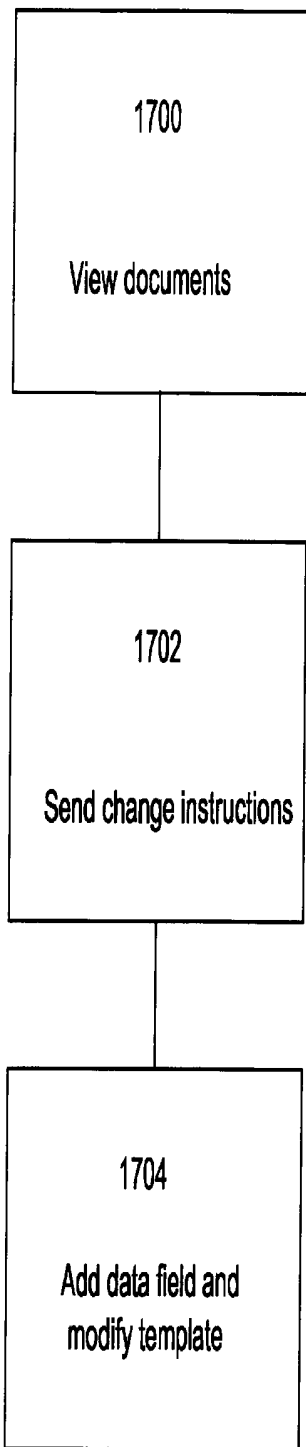 1700
View documents
1702
Send change instructions
1704
Add data field and
modify template